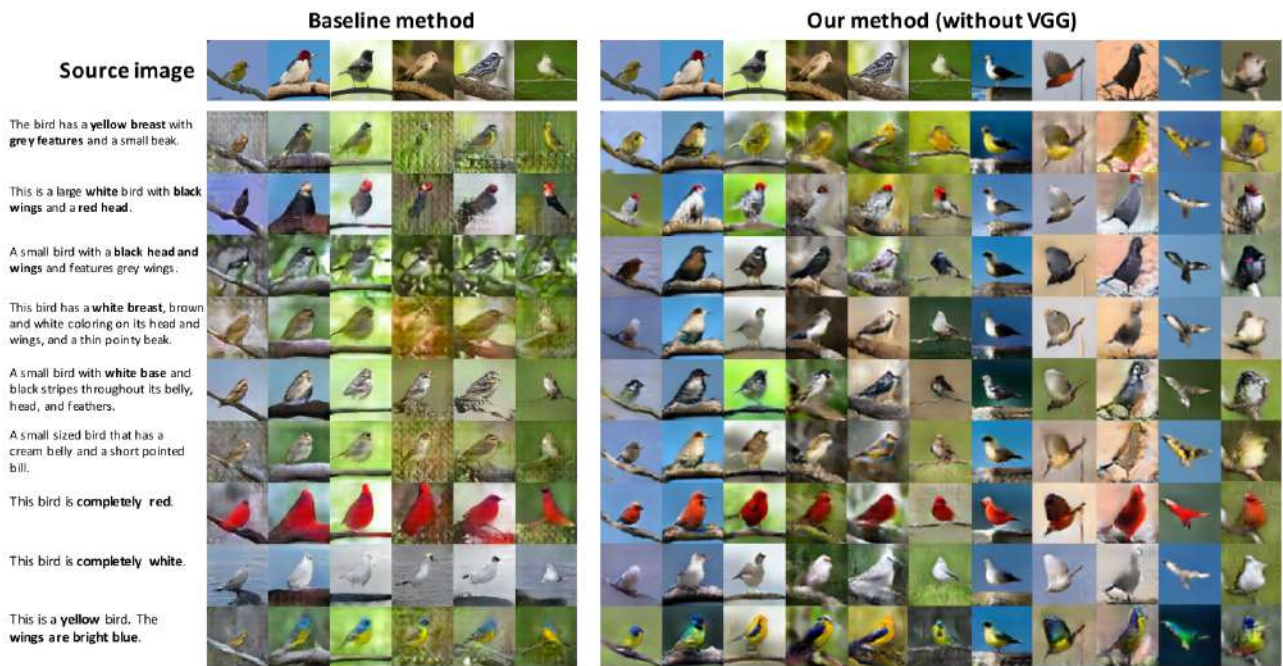 Baseline method
Our method (without VGG)
Source image
The bird has a yellow breast with
grey features and a small beak.
This is a large white bird with black
wings and a red head.
A small bird with a black head and
wings and features grey wings.
This bird has a white breast, brown
and white coloring on its head and
wings, and a thin pointy beak.
A small bird with white base and
black stripes throughout its belly,
head, and feathers.
A small sized bird that has a
cream belly and a short pointed
bill.
This bird is completely red.
This bird is completely white.
This is a yellow bird. The
wings are bright blue.